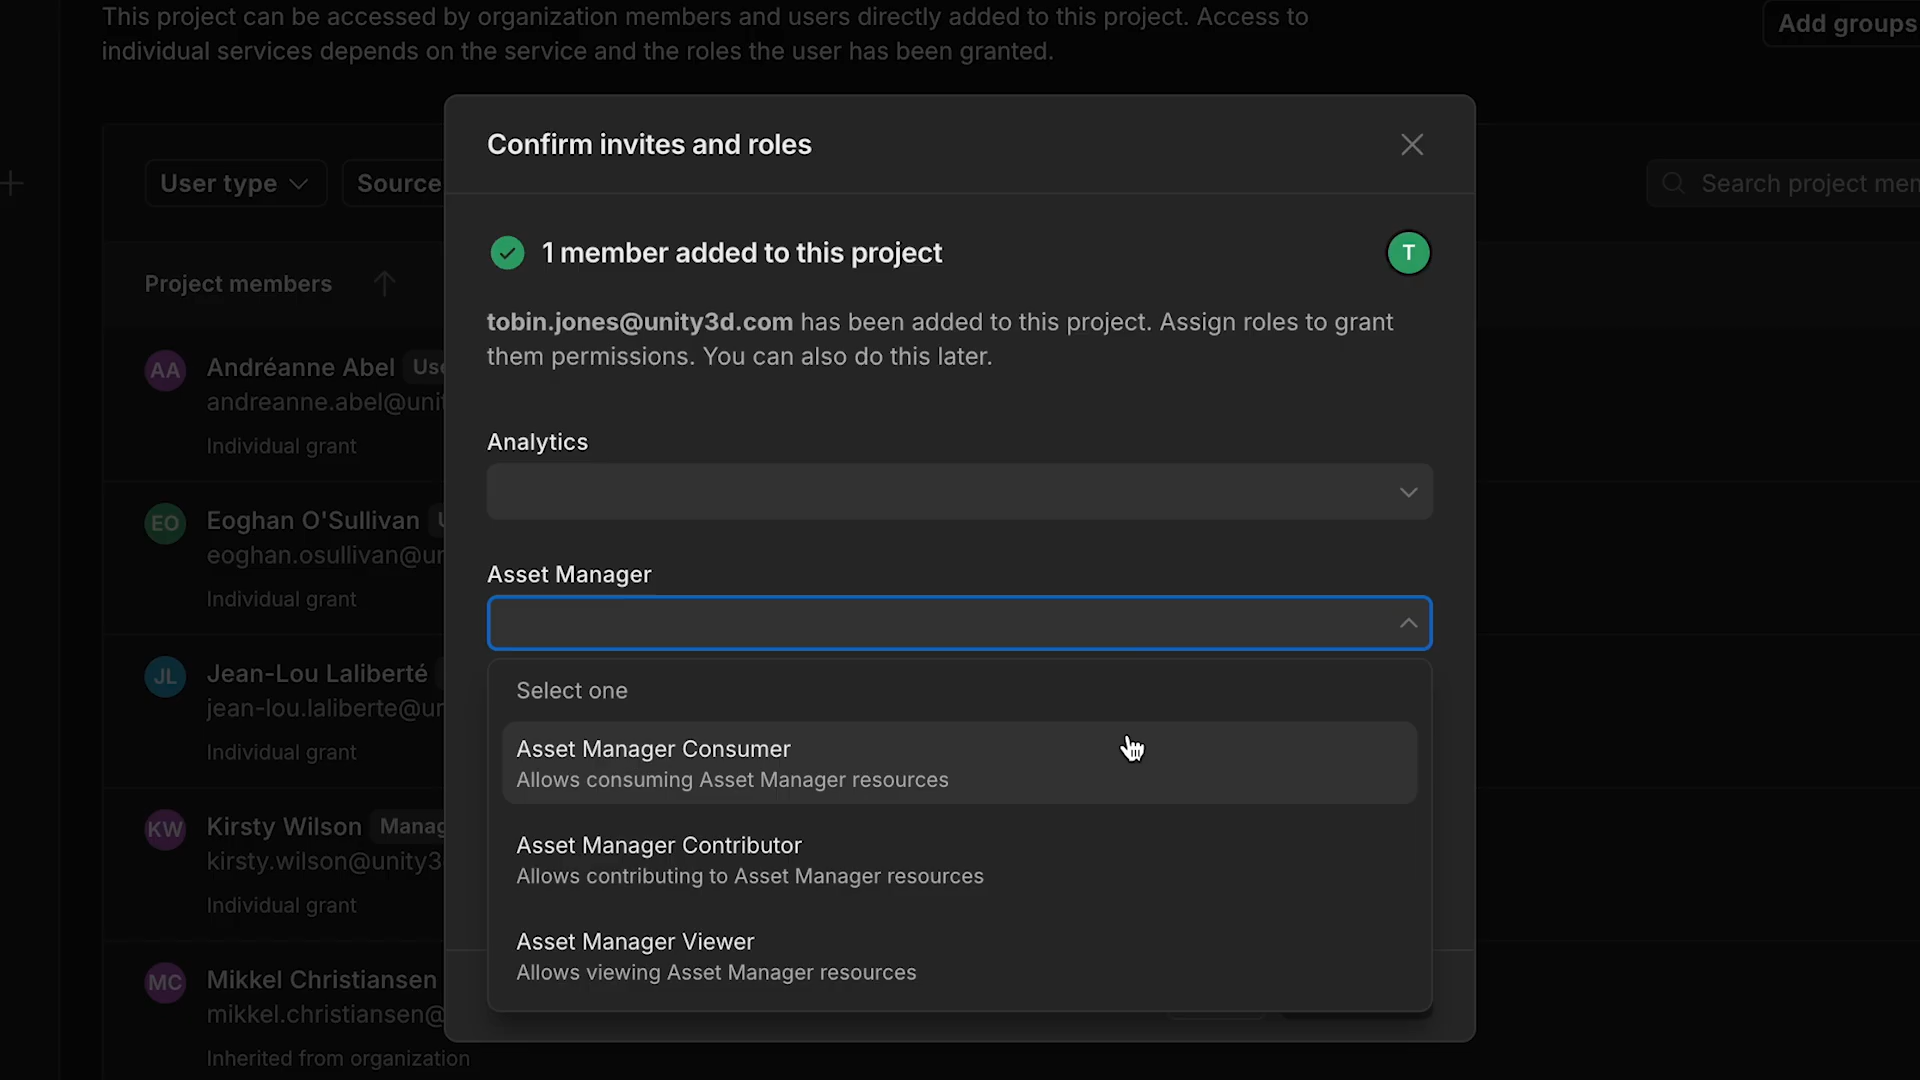 This project can be accessed by organization members and users directly added to this project. Access to
individual services depends on the service and the roles the user has been granted.
Add groups
User type
Source
Search project mem
Project members
AA
Andréanne Abel
Use
andreanne.abel@unit
Individual grant
EO
Eoghan O'Sullivan
eoghan.osullivan@un
Individual grant
JL
Jean-Lou Laliberté
jean-lou.laliberte@un
Individual grant
KW
Kirsty Wilson
Manag
kirsty.wilson@unity3
Individual grant
MC
Mikkel Christiansen
mikkel.christiansen@
Inherited from organization
Confirm invites and roles
1 member added to this project
T
tobin.jones@unity3d.com has been added to this project. Assign roles to grant
them permissions. You can also do this later.
Analytics
Asset Manager
Select one
Asset Manager Consumer
Allows consuming Asset Manager resources
Asset Manager Contributor
Allows contributing to Asset Manager resources
Asset Manager Viewer
Allows viewing Asset Manager resources